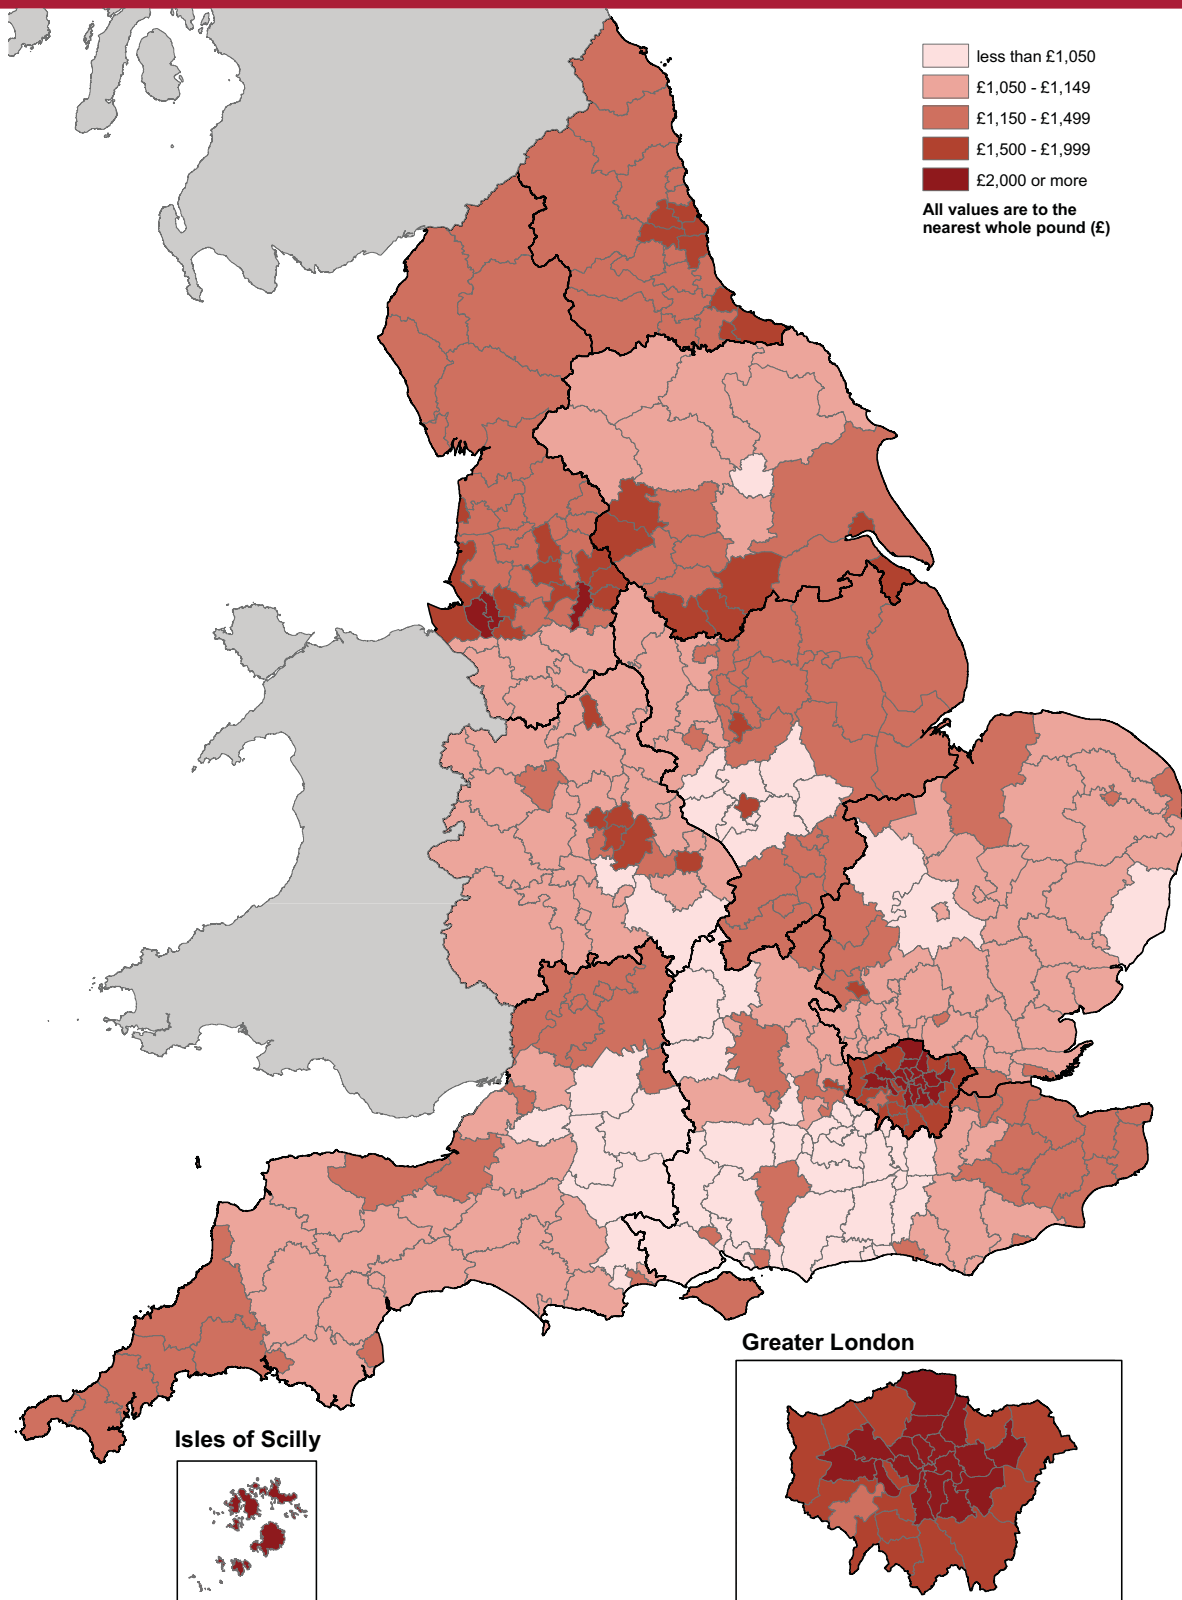 less than £1,050
£1,050 - £1,149
£1,150 - £1,499
£1,500 - £1,999
£2,000 or more
All values are to the
nearest whole pound (£)
Greater London
Isles of Scilly